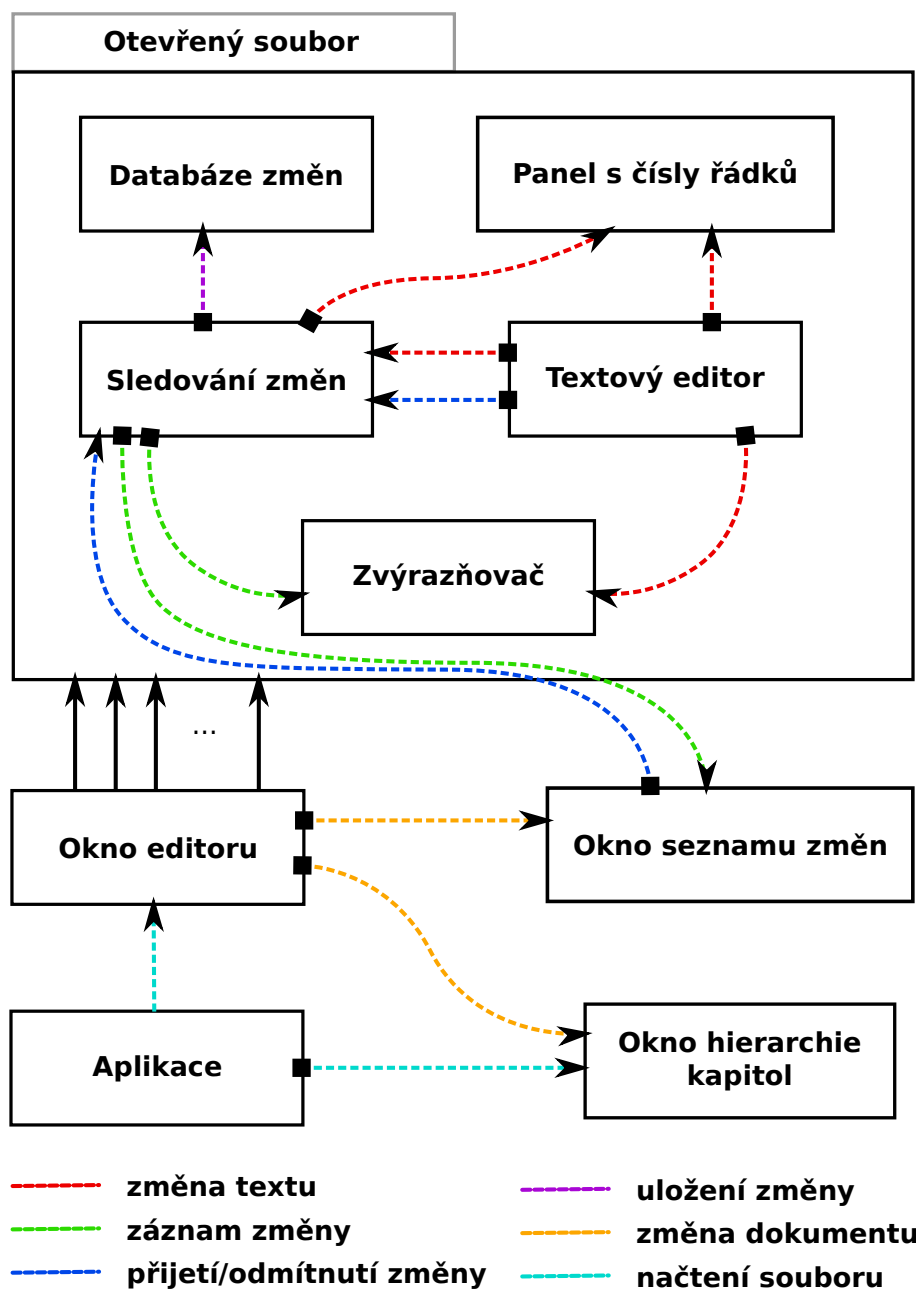 Otevřený soubor
Databáze změn
Panel s čísly řádků
Sledování změn
Textový editor
Zvýrazňovač
...
Okno editoru
Okno seznamu změn
Aplikace
Okno hierarchie
kapitol
změna textu
záznam změny
přijetí/odmítnutí změny
uložení změny
změna dokumentu
načtení souboru